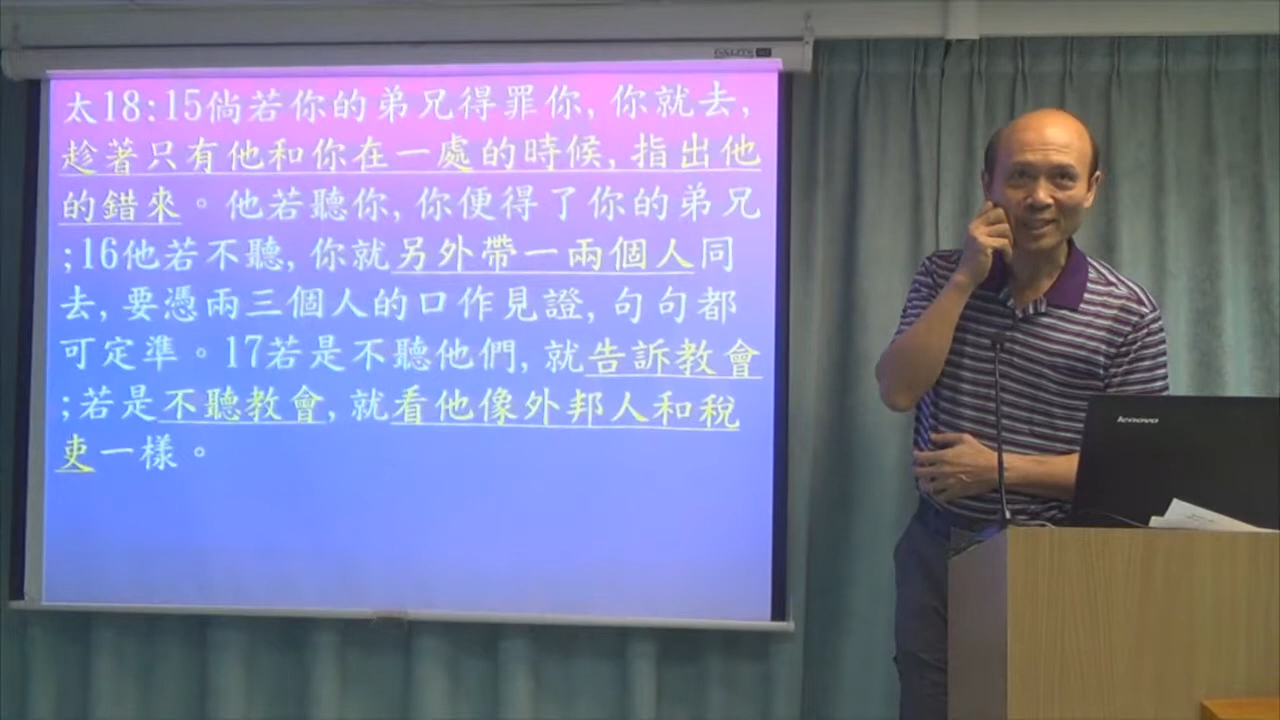 太18:15倘若你的弟兄得罪你, 你就去,
趁著只有他和你在一處的時候, 指出他
的錯來。他若聽你, 你便得了你的弟兄
;16他若不聽, 你就另外帶一兩個人同
去, 要憑兩三個人的口作見證, 句句都
可定準。17若是不聽他們, 就告訴教會
;若是不聽教會, 就看他像外邦人和稅
吏一樣。
lenovo